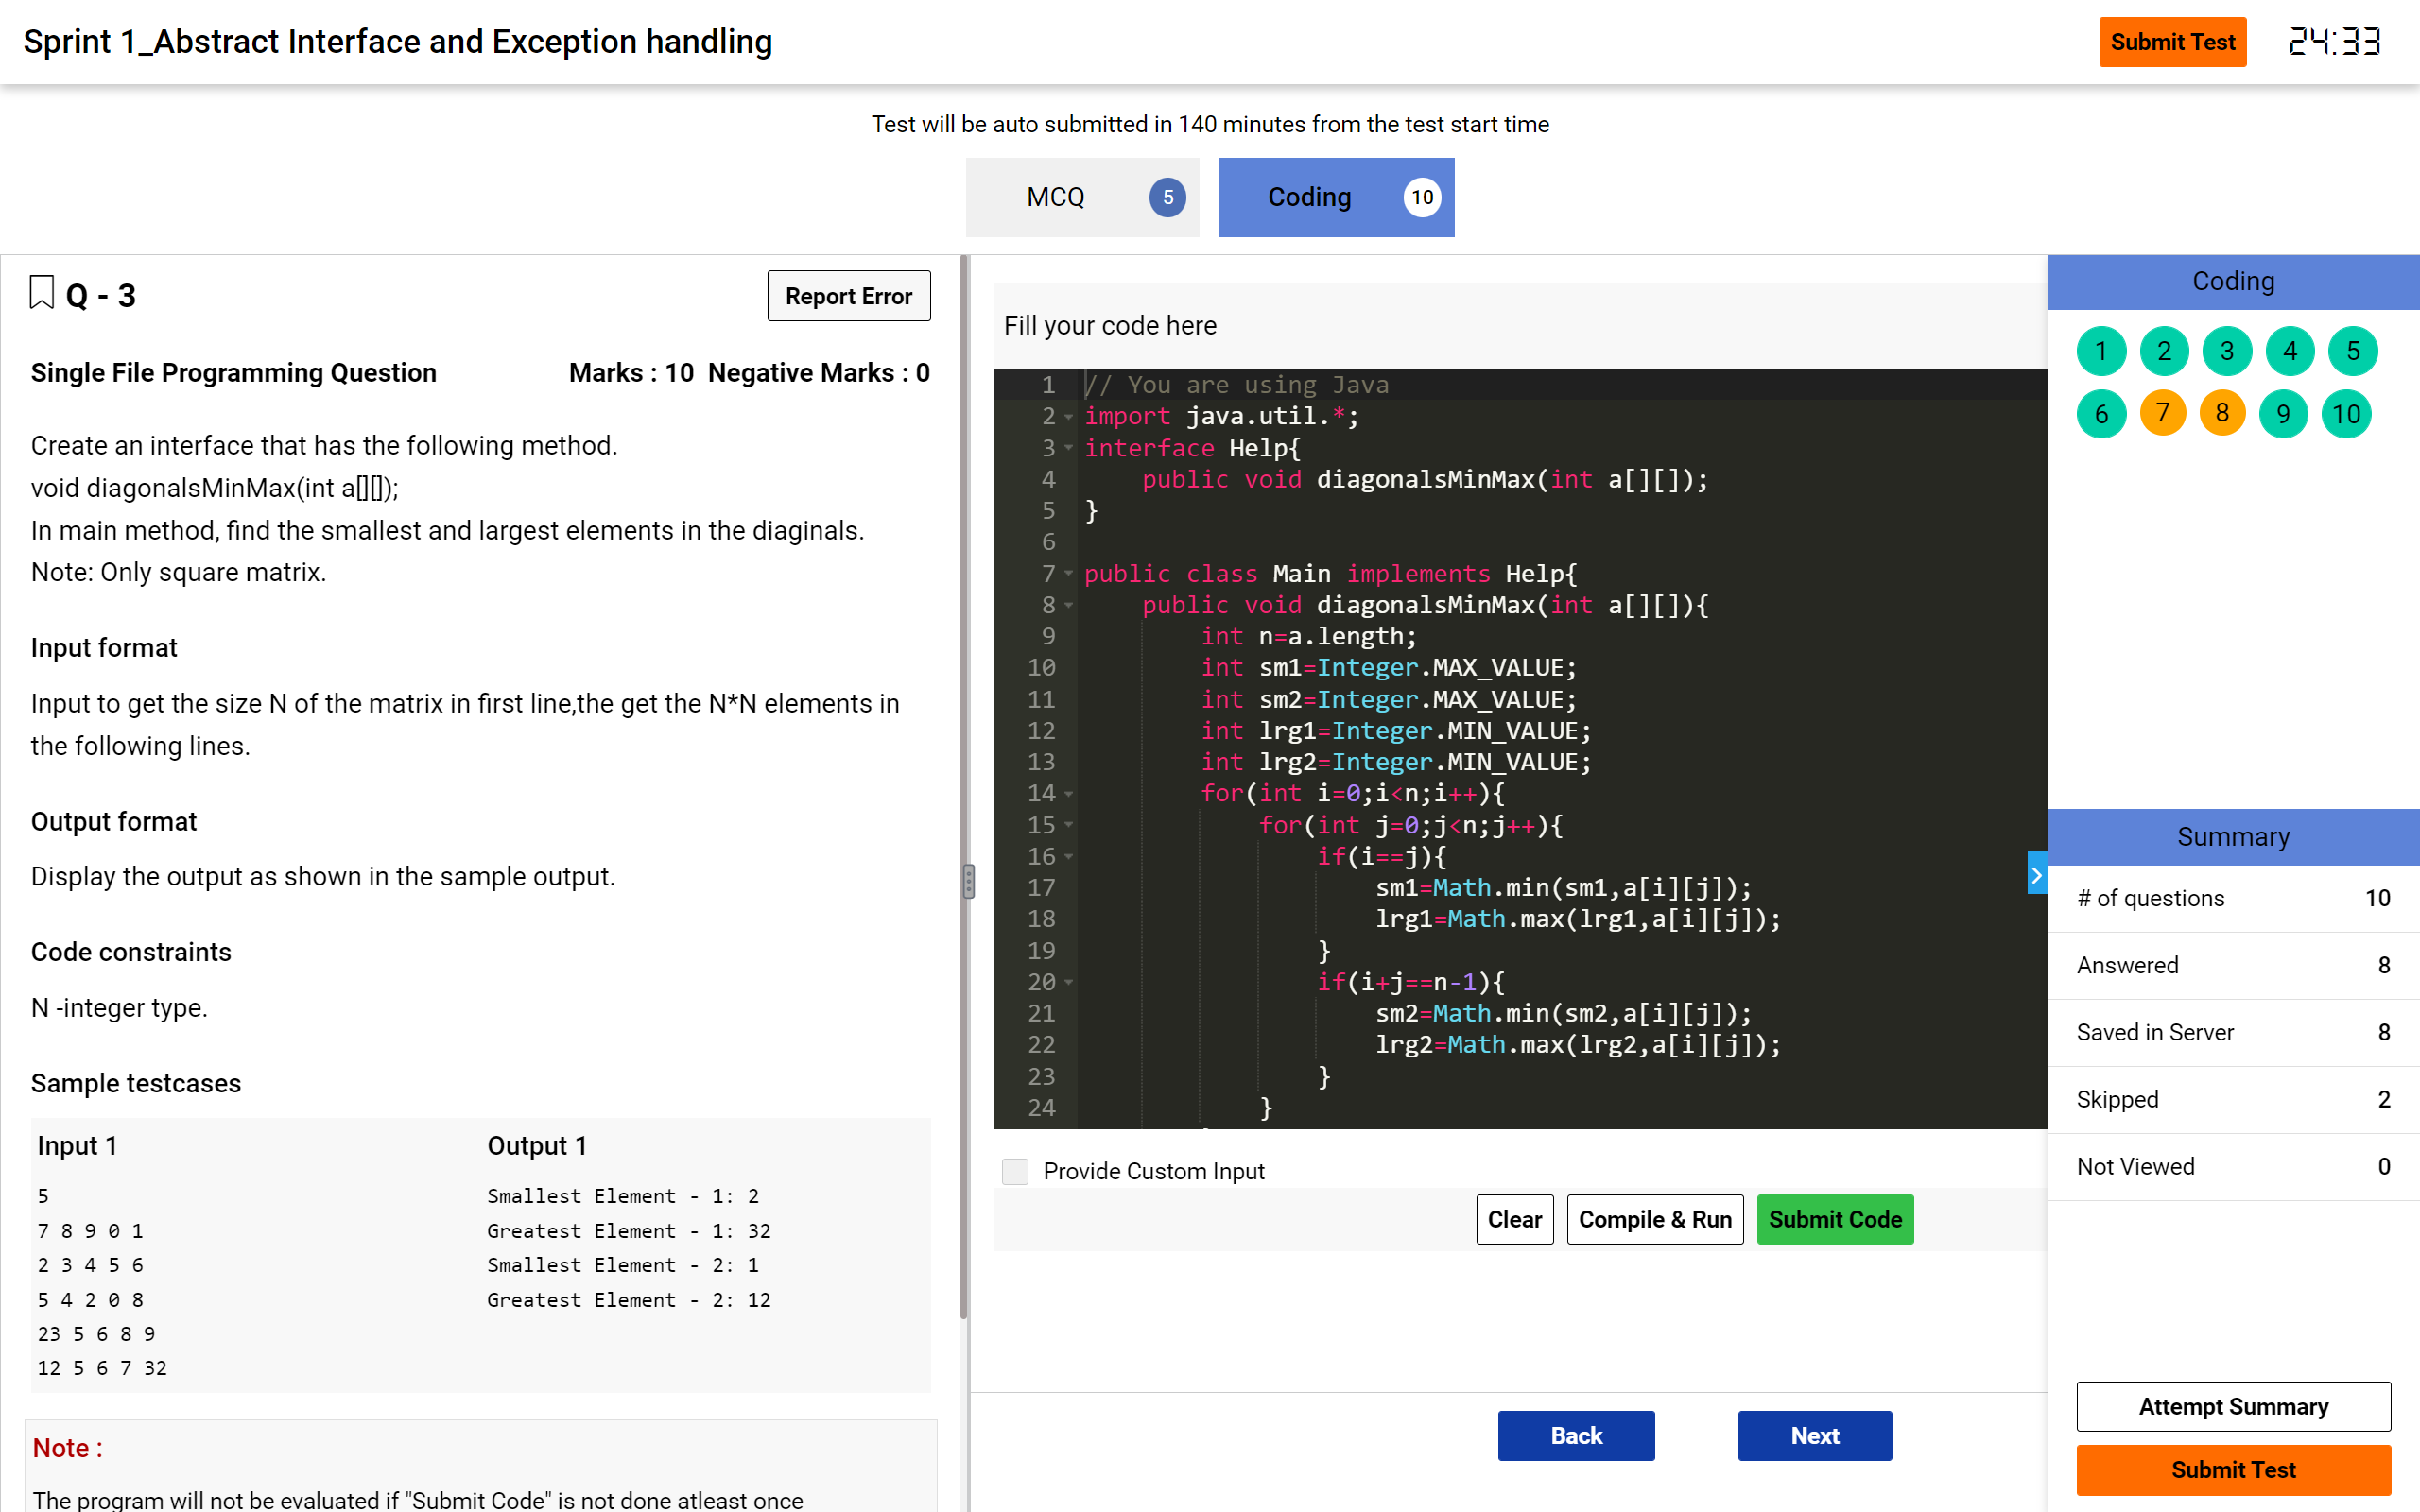 Sprint 1_Abstract Interface and Exception handling
Submit Test
24:33
Test will be auto submitted in 140 minutes from the test start time
MCQ 5
Coding 10
Q - 3
Report Error
Single File Programming Question
Marks : 10 Negative Marks : 0
Create an interface that has the following method.
void diagonalsMinMax(int a[][]);
In main method, find the smallest and largest elements in the diaginals.
Note: Only square matrix.
Input format
Input to get the size N of the matrix in first line,the get the N*N elements in
the following lines.
Output format
Display the output as shown in the sample output.
Code constraints
N -integer type.
Sample testcases
Input 1
5
7 8 9 0 1
2 3 4 5 6
5 4 2 0 8
23 5 6 8 9
12 5 6 7 32
Output 1
Smallest Element - 1: 2
Greatest Element - 1: 32
Smallest Element - 2: 1
Greatest Element - 2: 12
Note :
The program will not be evaluated if "Submit Code" is not done atleast once
Fill your code here
1 // You are using Java
2 import java.util.*;
3 interface Help{
4 public void diagonalsMinMax(int a[][]);
5 }
6
7 public class Main implements Help{
8 public void diagonalsMinMax(int a[][]){
9 int n=a.length;
10 int sm1=Integer.MAX_VALUE;
11 int sm2=Integer.MAX_VALUE;
12 int lrg1=Integer.MIN_VALUE;
13 int lrg2=Integer.MIN_VALUE;
14 for(int i=0;i<n;i++){
15 for(int j=0;j<n;j++){
16 if(i==j){
17 sm1=Math.min(sm1,a[i][j]);
18 lrg1=Math.max(lrg1,a[i][j]);
19 }
20 if(i+j==n-1){
21 sm2=Math.min(sm2,a[i][j]);
22 lrg2=Math.max(lrg2,a[i][j]);
23 }
24 }
Provide Custom Input
Clear
Compile & Run
Submit Code
Back
Next
Coding
1 2 3 4 5
6 7 8 9 10
Summary
# of questions 10
Answered 8
Saved in Server 8
Skipped 2
Not Viewed 0
Attempt Summary
Submit Test